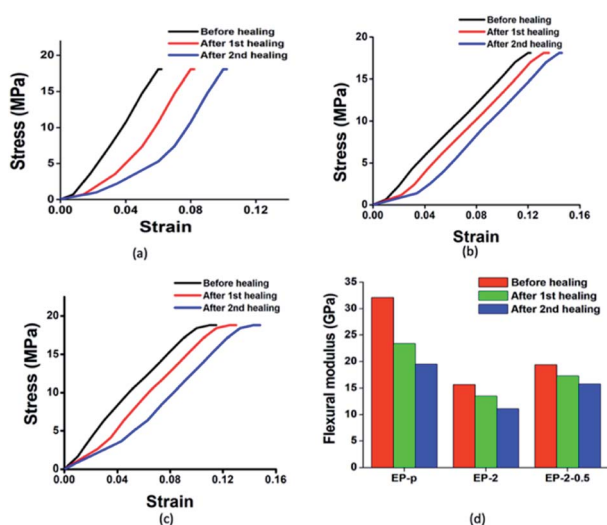 Before healing
After 1st healing
After 2nd healing
20
15
10
5
0
Stress (MPa)
0.00 0.04 0.08 0.12
Strain
(a)
Before healing
After 1st healing
After 2nd healing
20
15
10
5
0
Stress (MPa)
0.00 0.04 0.08 0.12 0.16
Strain
(b)
Before healing
After 1st healing
After 2nd healing
20
15
10
5
0
Stress (MPa)
0.00 0.04 0.08 0.12 0.16
Strain
(c)
Before healing
After 1st healing
After 2nd healing
35
30
25
20
15
10
5
0
Flexural modulus (GPa)
EP-p EP-2 EP-2-0.5
(d)